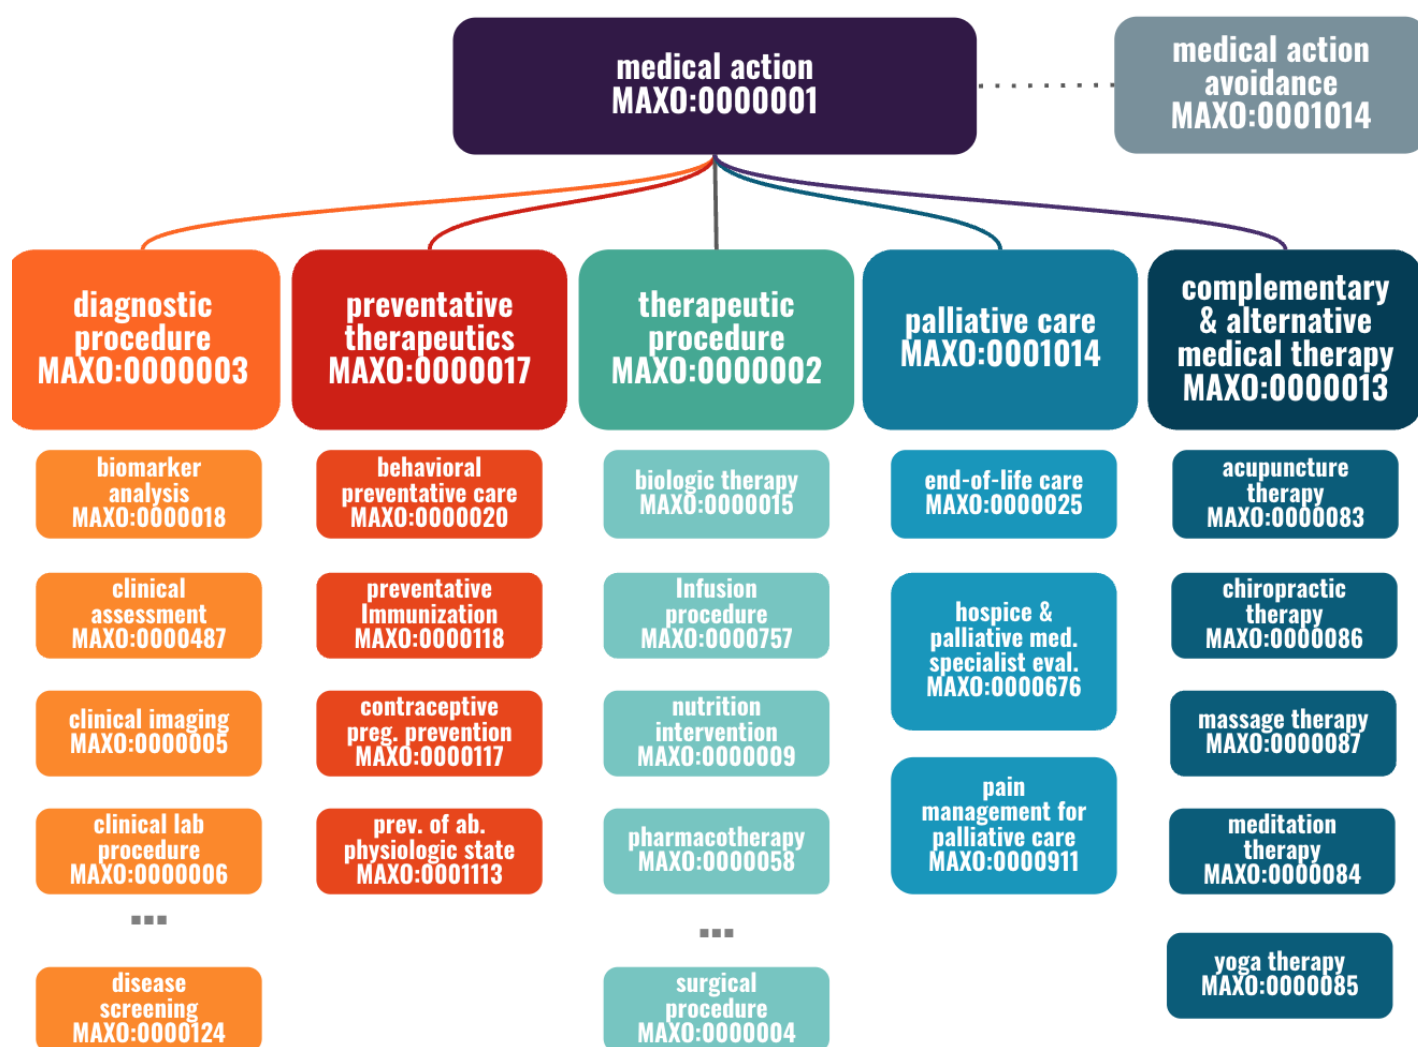 medical action
MAXO:0000001
medical action
avoidance
MAXO:0001014
diagnostic
procedure
MAXO:0000003
preventative
therapeutics
MAXO:0000017
therapeutic
procedure
MAXO:0000002
palliative care
MAXO:0001014
complementary
& alternative
medical therapy
MAXO:0000013
biomarker
analysis
MAXO:0000018
clinical
assessment
MAXO:0000487
clinical imaging
MAXO:0000005
clinical lab
procedure
MAXO:0000006
...
disease
screening
MAXO:0000124
behavioral
preventative care
MAXO:0000020
preventative
Immunization
MAXO:0000118
contraceptive
preg. prevention
MAXO:0000117
prev. of ab.
physiologic state
MAXO:0001113
biologic therapy
MAXO:0000015
Infusion
procedure
MAXO:0000757
nutrition
intervention
MAXO:0000009
pharmacotherapy
MAXO:0000058
...
surgical
procedure
MAXO:0000004
end-of-life care
MAXO:0000025
hospice &
palliative med.
specialist eval.
MAXO:0000676
pain
management for
palliative care
MAXO:0000911
acupuncture
therapy
MAXO:0000083
chiropractic
therapy
MAXO:0000086
massage therapy
MAXO:0000087
meditation
therapy
MAXO:0000084
yoga therapy
MAXO:0000085